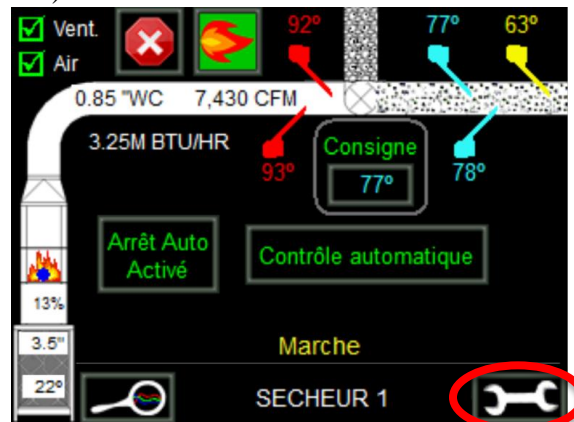 Vent.
Air
92º 77º 63º
0.85 "WC 7,430 CFM
3.25M BTU/HR
93º 78º
Consigne
77º
Arrêt Auto
Activé
Contrôle automatique
13%
3.5"
Marche
22º
SECHEUR 1